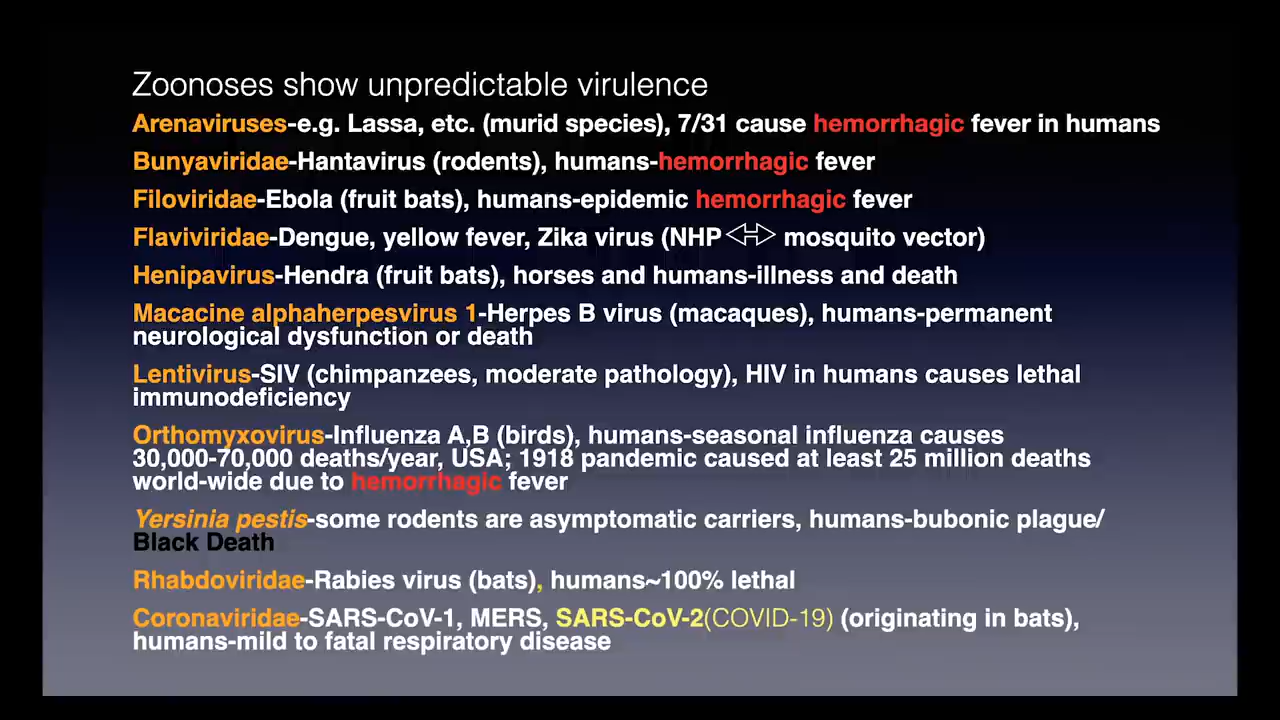 Zoonoses show unpredictable virulence
Arenaviruses-e.g. Lassa, etc. (murid species), 7/31 cause hemorrhagic fever in humans
Bunyaviridae-Hantavirus (rodents), humans-hemorrhagic fever
Filoviridae-Ebola (fruit bats), humans-epidemic hemorrhagic fever
Flaviviridae-Dengue, yellow fever, Zika virus (NHP⟺ mosquito vector)
Henipavirus-Hendra (fruit bats), horses and humans-illness and death
Macacine alphaherpesvirus 1-Herpes B virus (macaques), humans-permanent
neurological dysfunction or death
Lentivirus-SIV (chimpanzees, moderate pathology), HIV in humans causes lethal
immunodeficiency
Orthomyxovirus-Influenza A,B (birds), humans-seasonal influenza causes
30,000-70,000 deaths/year, USA; 1918 pandemic caused at least 25 million deaths
world-wide due to hemorrhagic fever
Yersinia pestis-some rodents are asymptomatic carriers, humans-bubonic plague/
Black Death
Rhabdoviridae-Rabies virus (bats), humans~100% lethal
Coronaviridae-SARS-CoV-1, MERS, SARS-CoV-2(COVID-19) (originating in bats),
humans-mild to fatal respiratory disease